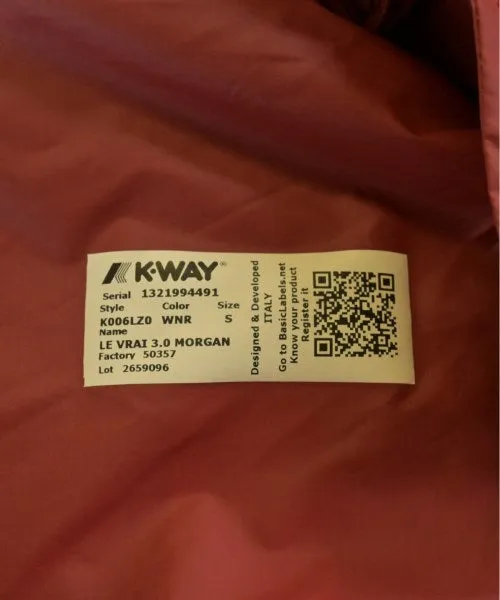 K·WAY®
Serial 1321994491
Style Color Size
K006LZ0 WNR S
Name
LE VRAI 3.0 MORGAN
Factory 50357
Lot 2659096
Designed & Developed
ITALY
Go to BasicLabels.net
Know your product
Register it